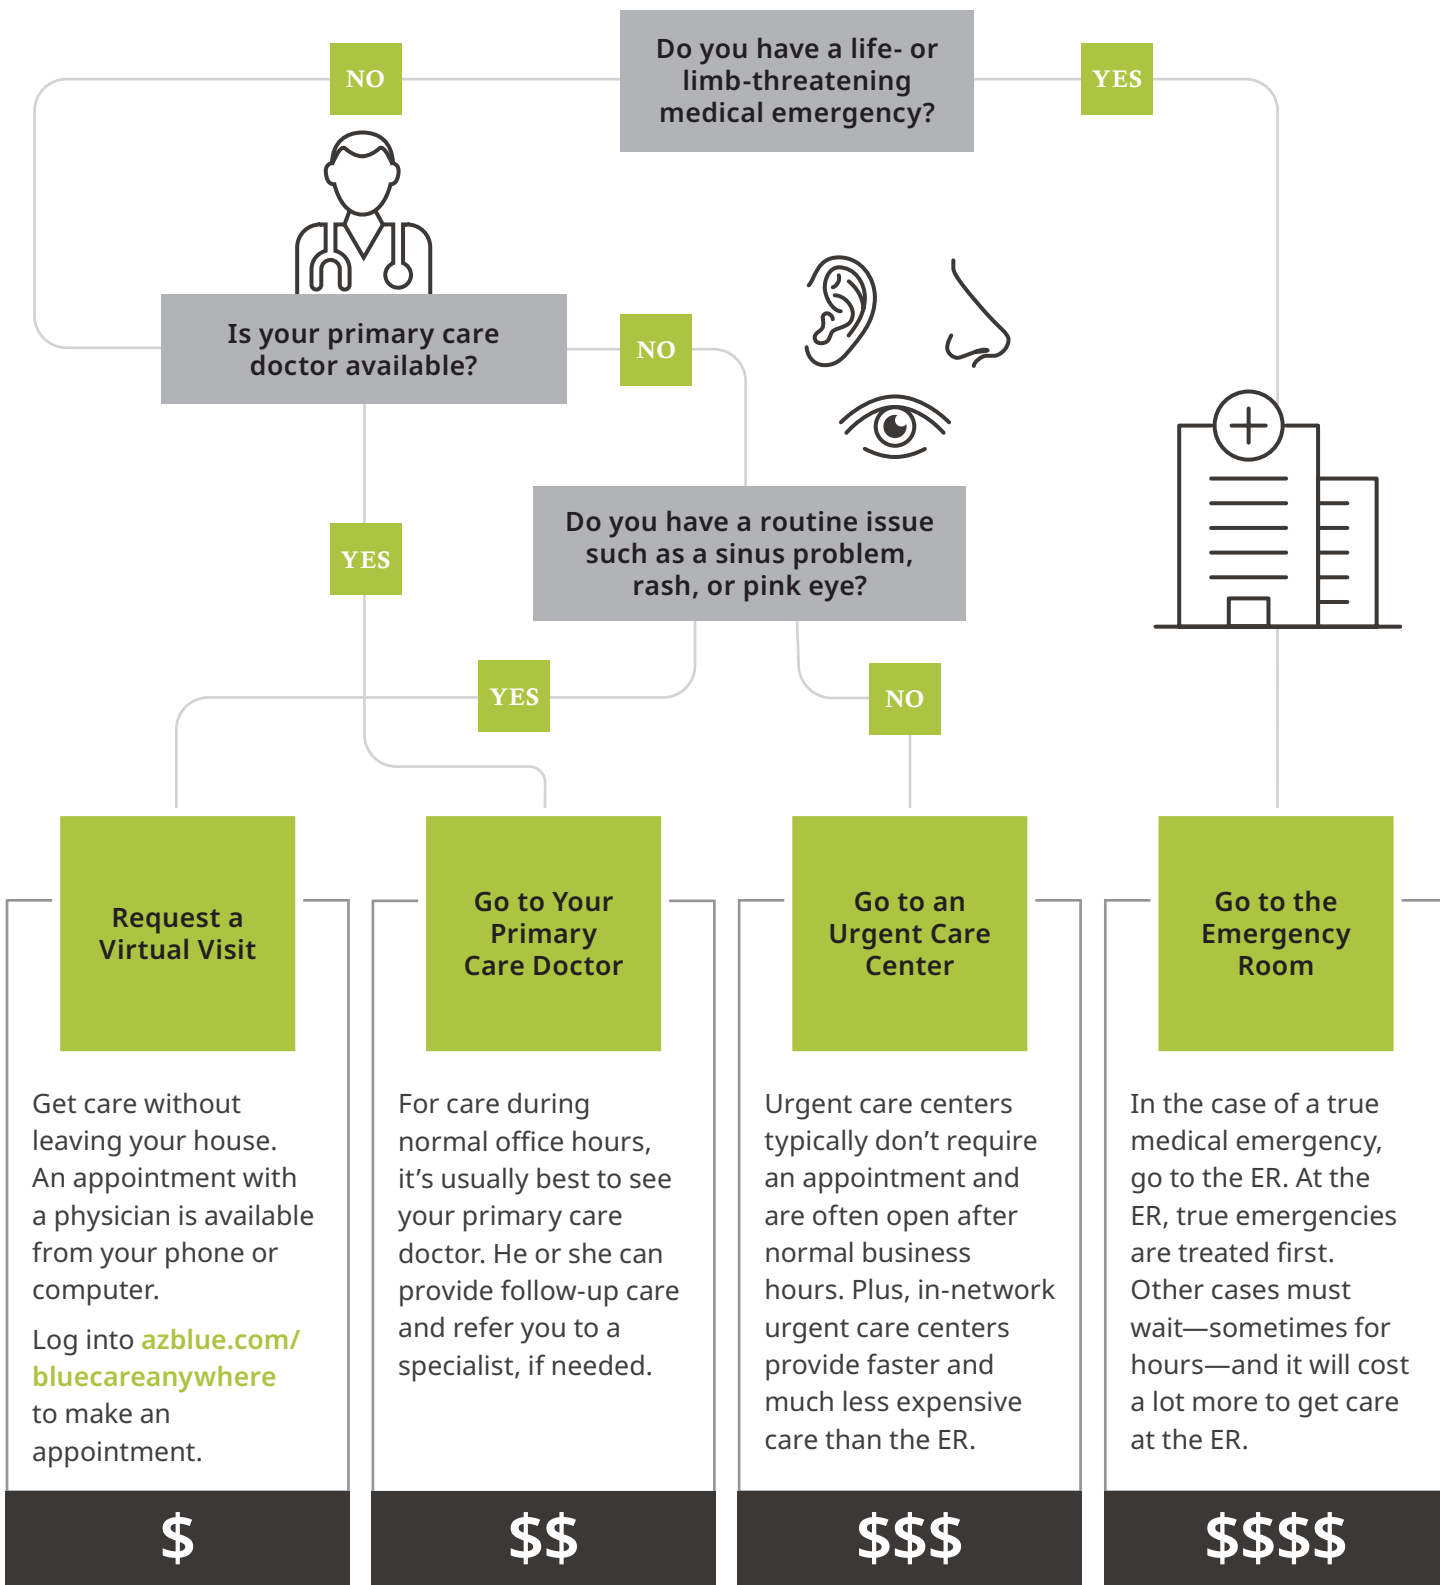 Do you have a life- or
limb-threatening
medical emergency?
NO
YES
Is your primary care
doctor available?
NO
YES
Do you have a routine issue
such as a sinus problem,
rash, or pink eye?
YES
NO
Request a
Virtual Visit
Get care without
leaving your house.
An appointment with
a physician is available
from your phone or
computer.
Log into azblue.com/
bluecareanywhere
to make an
appointment.
$
Go to Your
Primary
Care Doctor
For care during
normal office hours,
it’s usually best to see
your primary care
doctor. He or she can
provide follow-up care
and refer you to a
specialist, if needed.
$$
Go to an
Urgent Care
Center
Urgent care centers
typically don’t require
an appointment and
are often open after
normal business
hours. Plus, in-network
urgent care centers
provide faster and
much less expensive
care than the ER.
$$$
Go to the
Emergency
Room
In the case of a true
medical emergency,
go to the ER. At the
ER, true emergencies
are treated first.
Other cases must
wait—sometimes for
hours—and it will cost
a lot more to get care
at the ER.
$$$$